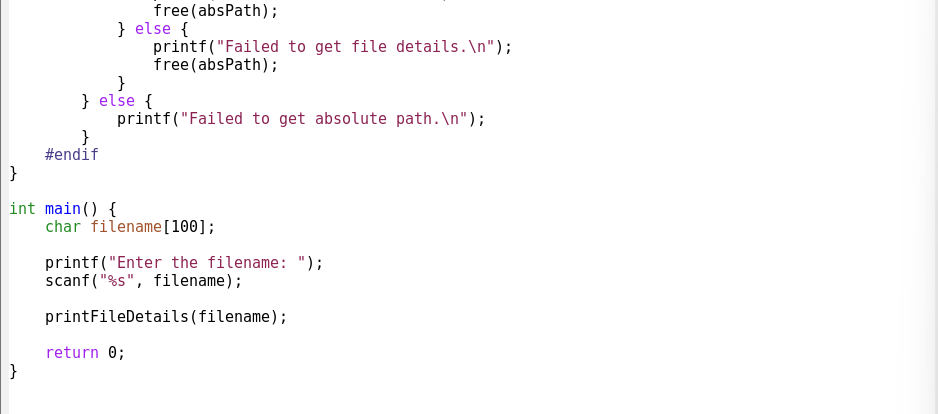 free(absPath);
            } else {
                printf("Failed to get file details.\n");
                free(absPath);
            }
        } else {
            printf("Failed to get absolute path.\n");
        }
    #endif
}

int main() {
    char filename[100];

    printf("Enter the filename: ");
    scanf("%s", filename);

    printFileDetails(filename);

    return 0;
}